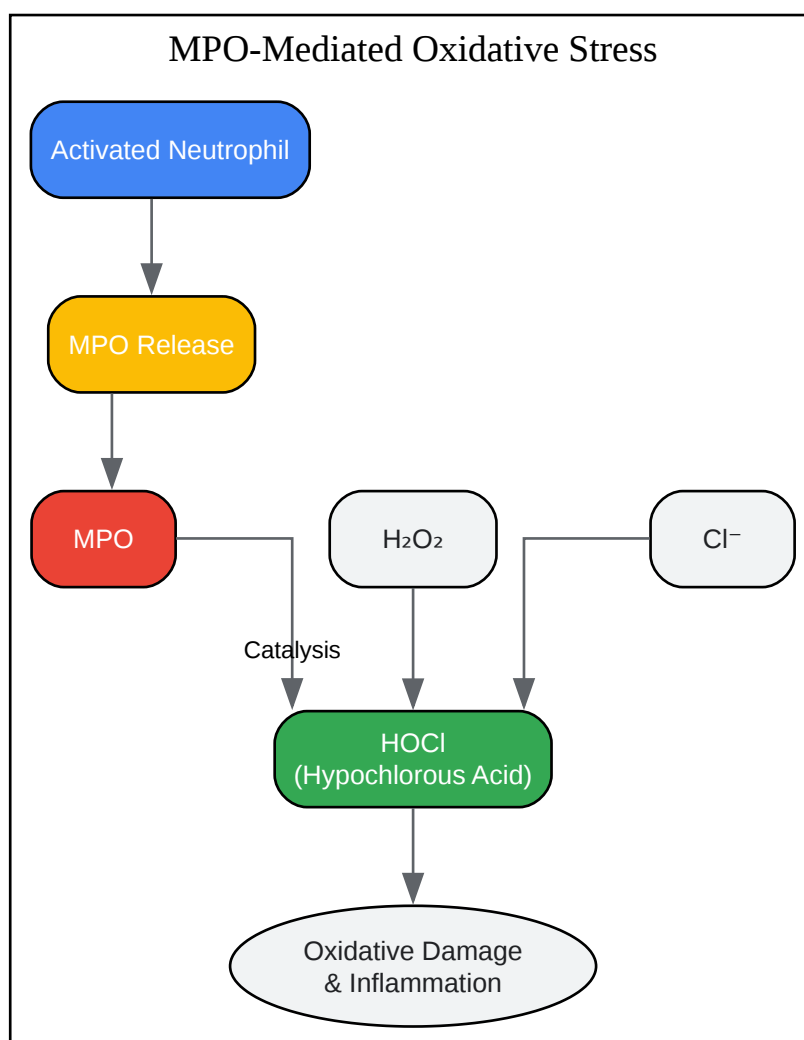 MPO-Mediated Oxidative Stress
Activated Neutrophil
MPO Release
MPO
H₂O₂
Cl⁻
Catalysis
HOCl
(Hypochlorous Acid)
Oxidative Damage
& Inflammation